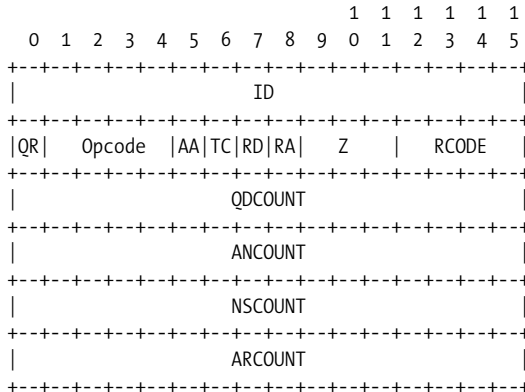 1  1  1  1  1  1
  0  1  2  3  4  5  6  7  8  9  0  1  2  3  4  5
+--+--+--+--+--+--+--+--+--+--+--+--+--+--+--+--+
|                      ID                       |
+--+--+--+--+--+--+--+--+--+--+--+--+--+--+--+--+
|QR|   Opcode  |AA|TC|RD|RA|   Z    |   RCODE   |
+--+--+--+--+--+--+--+--+--+--+--+--+--+--+--+--+
|                    QDCOUNT                    |
+--+--+--+--+--+--+--+--+--+--+--+--+--+--+--+--+
|                    ANCOUNT                    |
+--+--+--+--+--+--+--+--+--+--+--+--+--+--+--+--+
|                    NSCOUNT                    |
+--+--+--+--+--+--+--+--+--+--+--+--+--+--+--+--+
|                    ARCOUNT                    |
+--+--+--+--+--+--+--+--+--+--+--+--+--+--+--+--+